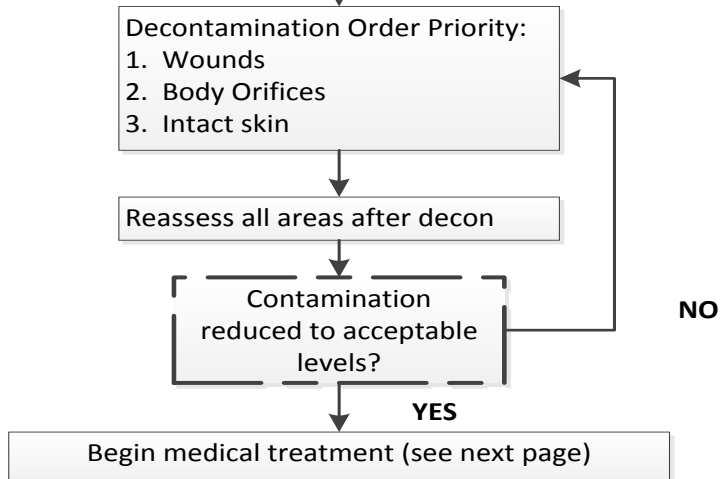 Decontamination Order Priority:
1. Wounds
2. Body Orifices
3. Intact skin
Reassess all areas after decon
Contamination
reduced to acceptable
levels?
NO
YES
Begin medical treatment (see next page)